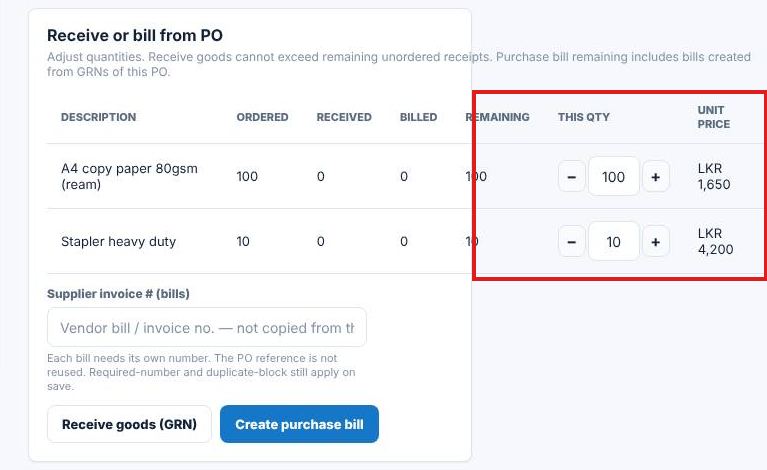 Receive or bill from PO
Adjust quantities. Receive goods cannot exceed remaining unordered receipts. Purchase bill remaining includes bills created
from GRNs of this PO.
DESCRIPTION ORDERED RECEIVED BILLED REMAINING THIS QTY UNIT
PRICE
A4 copy paper 80gsm
(ream) 100 0 0 100 − 100 + LKR
1,650
Stapler heavy duty 10 0 0 10 − 10 + LKR
4,200
Supplier invoice # (bills)
Vendor bill / invoice no. — not copied from th
Each bill needs its own number. The PO reference is not
reused. Required-number and duplicate-block still apply on
save.
Receive goods (GRN) Create purchase bill